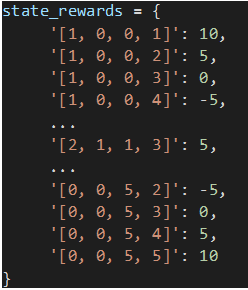 state_rewards = {
'[1, 0, 0, 1]': 10,
'[1, 0, 0, 2]': 5,
'[1, 0, 0, 3]': 0,
'[1, 0, 0, 4]': -5,
...
'[2, 1, 1, 3]': 5,
...
'[0, 0, 5, 2]': -5,
'[0, 0, 5, 3]': 0,
'[0, 0, 5, 4]': 5,
'[0, 0, 5, 5]': 10
}